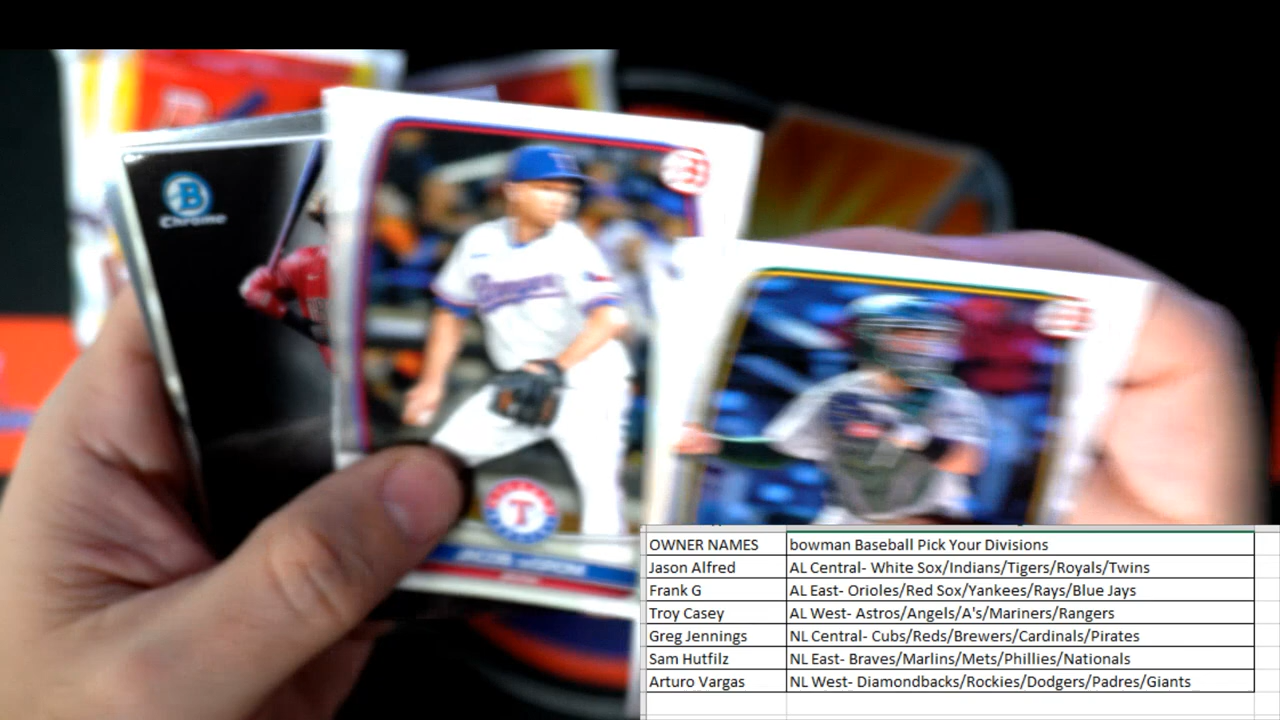 B
Chrome
Rangers
T
OWNER NAMES bowman Baseball Pick Your Divisions
Jason Alfred AL Central- White Sox/Indians/Tigers/Royals/Twins
Frank G AL East- Orioles/Red Sox/Yankees/Rays/Blue Jays
Troy Casey AL West- Astros/Angels/A's/Mariners/Rangers
Greg Jennings NL Central- Cubs/Reds/Brewers/Cardinals/Pirates
Sam Hutfilz NL East- Braves/Marlins/Mets/Phillies/Nationals
Arturo Vargas NL West- Diamondbacks/Rockies/Dodgers/Padres/Giants